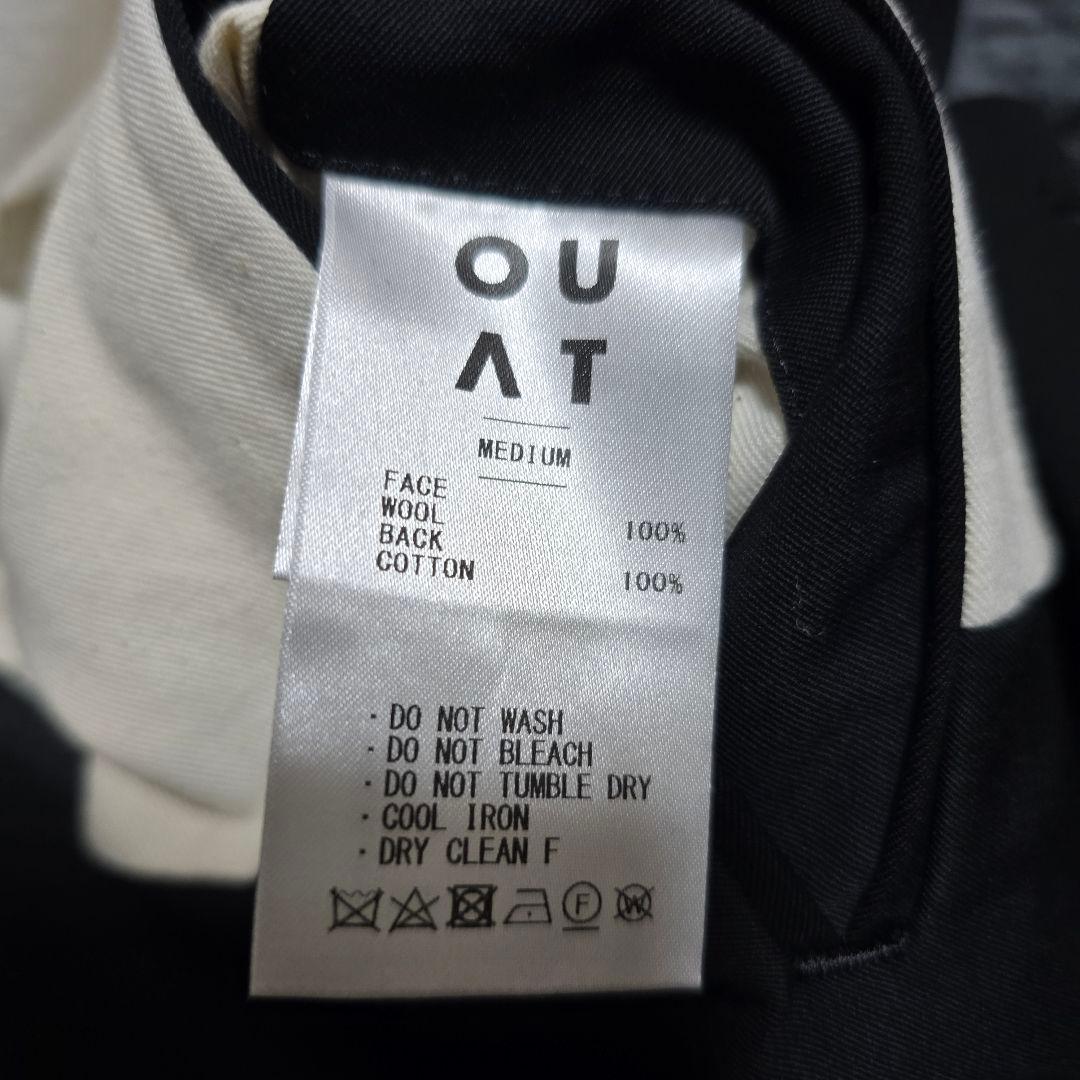 OU
ΛT
MEDIUM
FACE
WOOL 100%
BACK
COTTON 100%
・DO NOT WASH
・DO NOT BLEACH
・DO NOT TUMBLE DRY
・COOL IRON
・DRY CLEAN F
F W